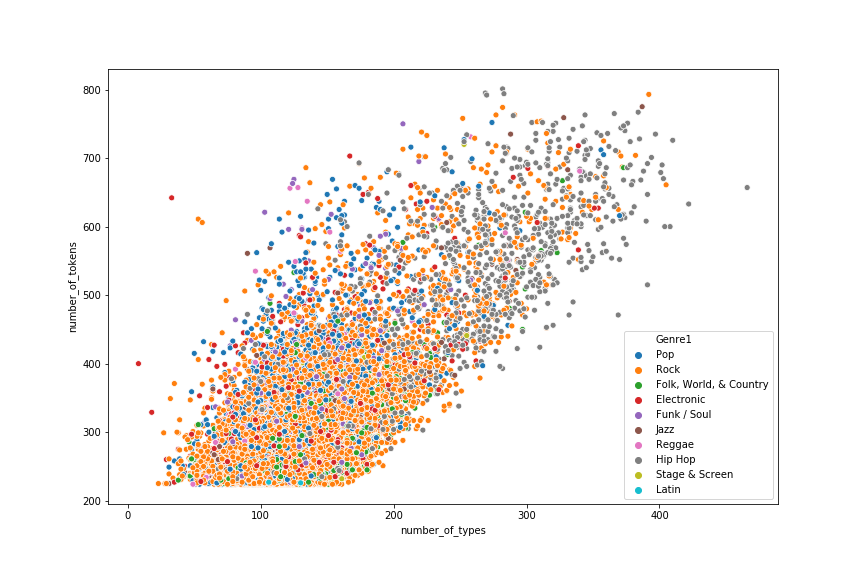 800
700
600
500
400
300
200
number_of_tokens
0
100
200
300
400
number_of_types
Genre1
Pop
Rock
Folk, World, & Country
Electronic
Funk / Soul
Jazz
Reggae
Hip Hop
Stage & Screen
Latin